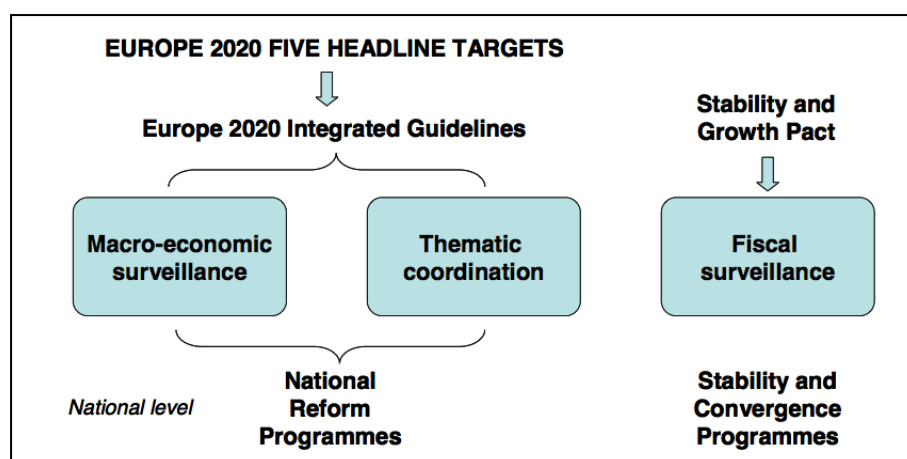 EUROPE 2020 FIVE HEADLINE TARGETS
Europe 2020 Integrated Guidelines
Stability and
Growth Pact
Macro-economic
surveillance
Thematic
coordination
Fiscal
surveillance
National level
National
Reform
Programmes
Stability and
Convergence
Programmes